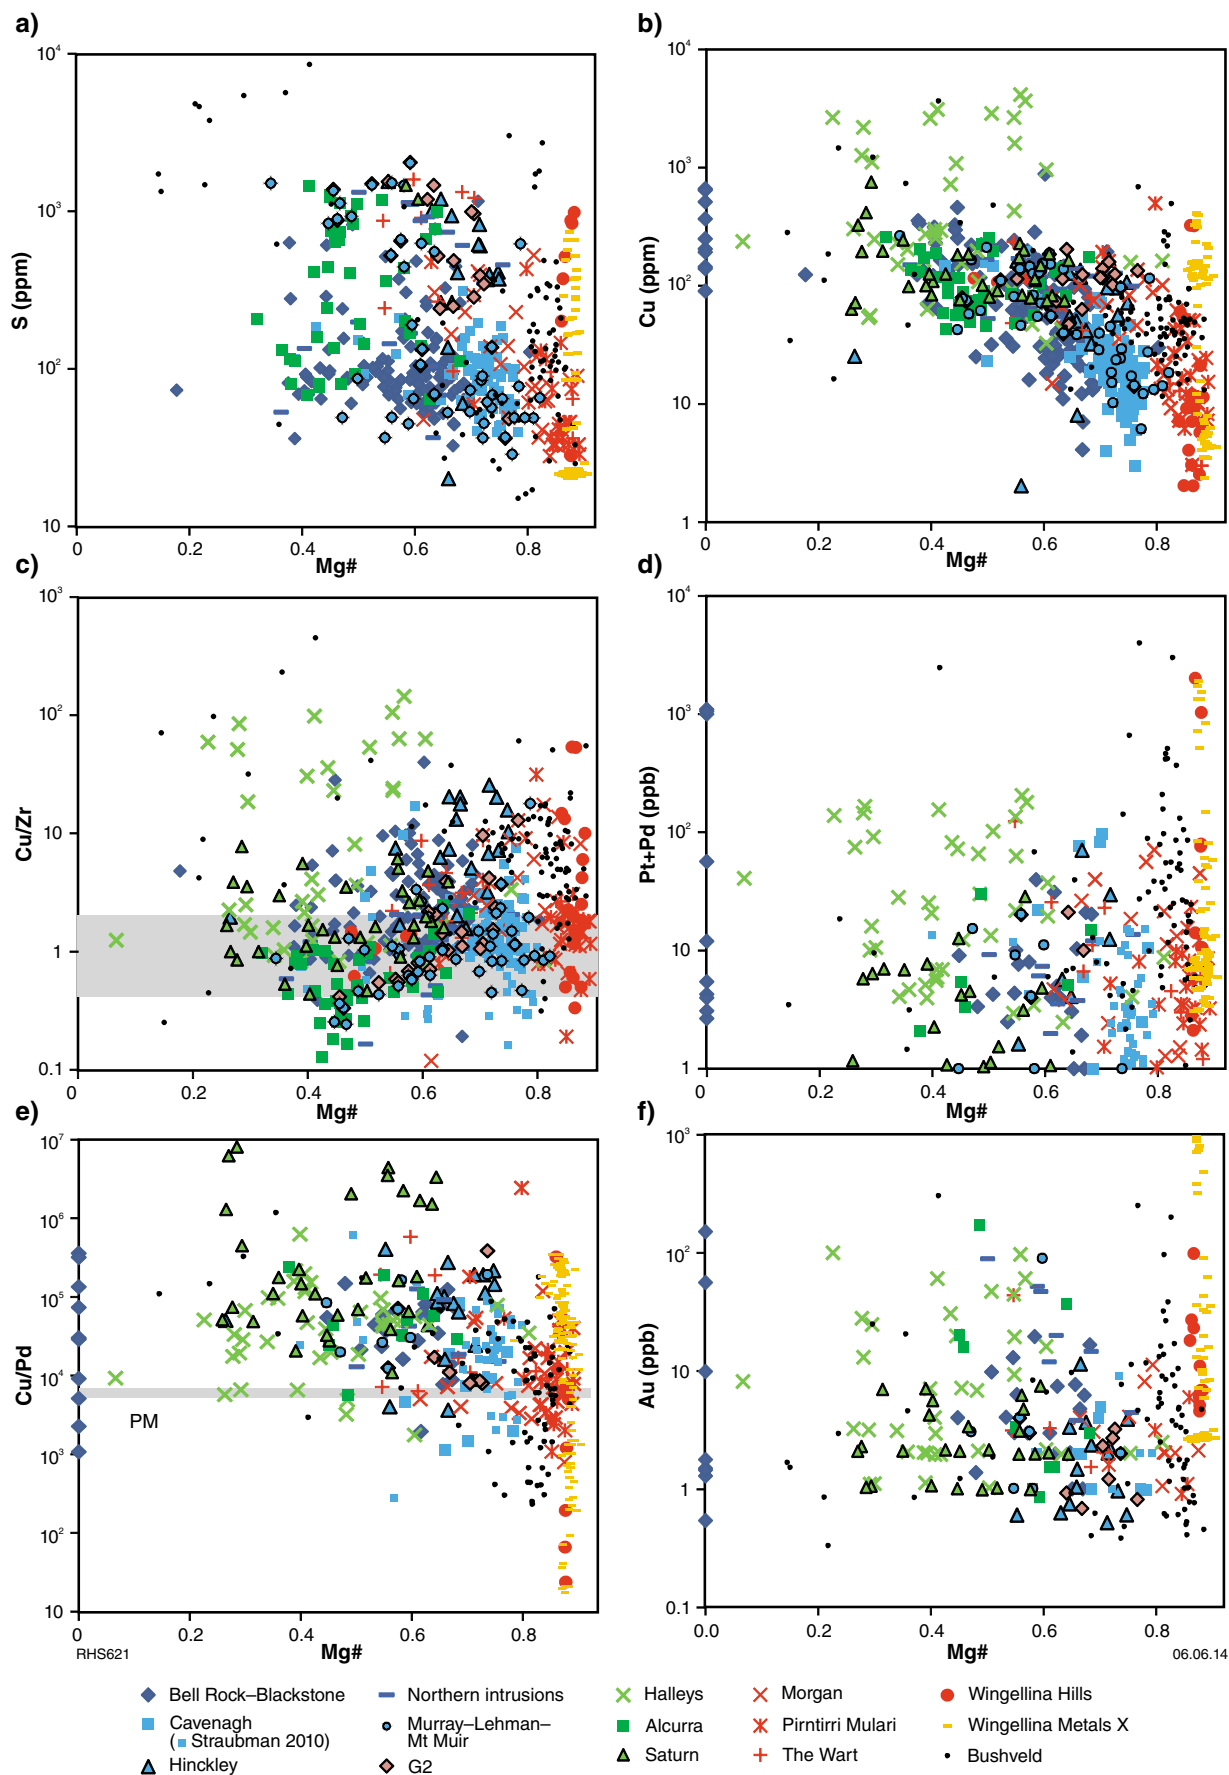 a)
10⁴
10³
10²
10
S (ppm)
0
0.2
0.4
0.6
0.8
Mg#
b)
10⁴
10³
10²
10
1
Cu (ppm)
0
0.2
0.4
0.6
0.8
Mg#
c)
10³
10²
10
1
0.1
Cu/Zr
0
0.2
0.4
0.6
0.8
Mg#
d)
10⁴
10³
10²
10
1
Pt+Pd (ppb)
0
0.2
0.4
0.6
0.8
Mg#
e)
10⁷
10⁶
10⁵
10⁴
10³
10²
10
Cu/Pd
PM
0
0.2
0.4
0.6
0.8
Mg#
RHS621
f)
10³
10²
10
1
0.1
Au (ppb)
0.0
0.2
0.4
0.6
0.8
Mg#
06.06.14
Bell Rock–Blackstone
Cavenagh
( Straubman 2010)
Hinckley
Northern intrusions
Murray–Lehman–
Mt Muir
G2
Halleys
Alcurra
Saturn
Morgan
Pirntirri Mulari
The Wart
Wingellina Hills
Wingellina Metals X
Bushveld